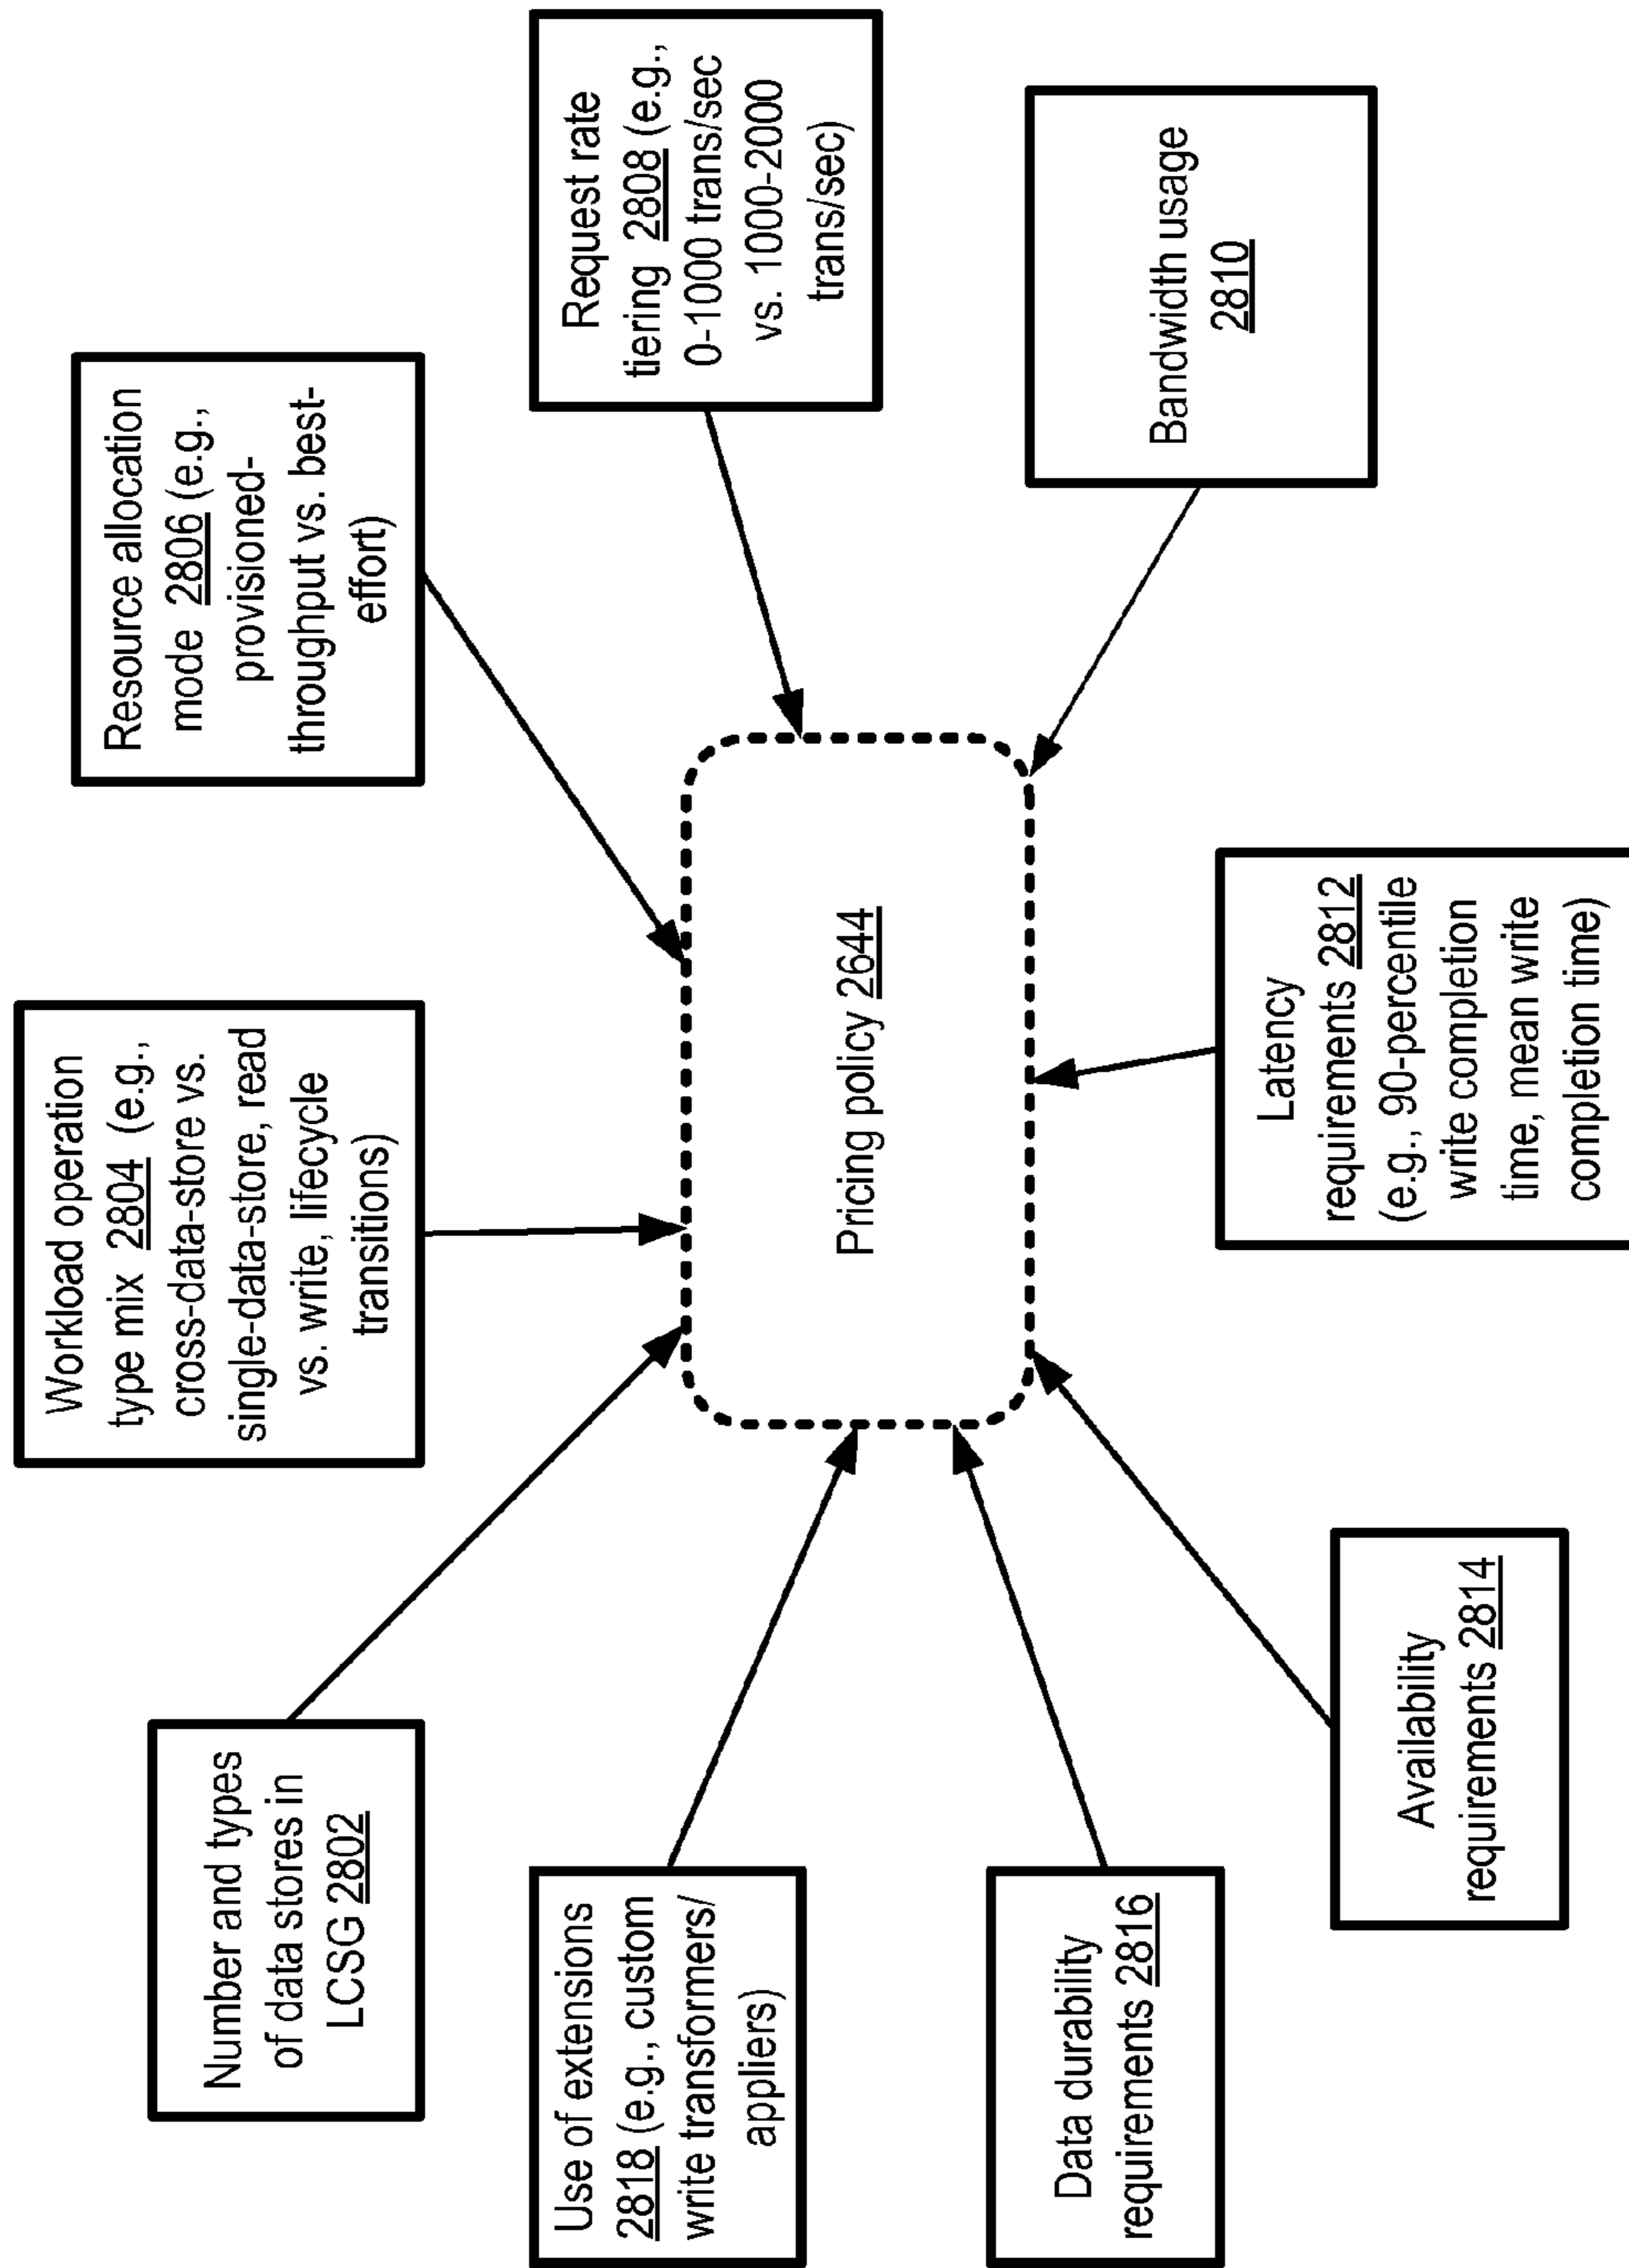 Number and types
of data stores in
LCSG 2802
Workload operation
type mix 2804 (e.g.,
cross-data-store vs.
single-data-store, read
vs. write, lifecycle
transitions)
Resource allocation
mode 2806 (e.g.,
provisioned-
throughput vs. best-
effort)
Request rate
tiering 2808 (e.g.,
0-1000 trans/sec
vs. 1000-2000
trans/sec)
Use of extensions
2818 (e.g., custom
write transformers/
appliers)
Pricing policy 2644
Bandwidth usage
2810
Data durability
requirements 2816
Availability
requirements 2814
Latency
requirements 2812
(e.g., 90-percentile
write completion
time, mean write
completion time)